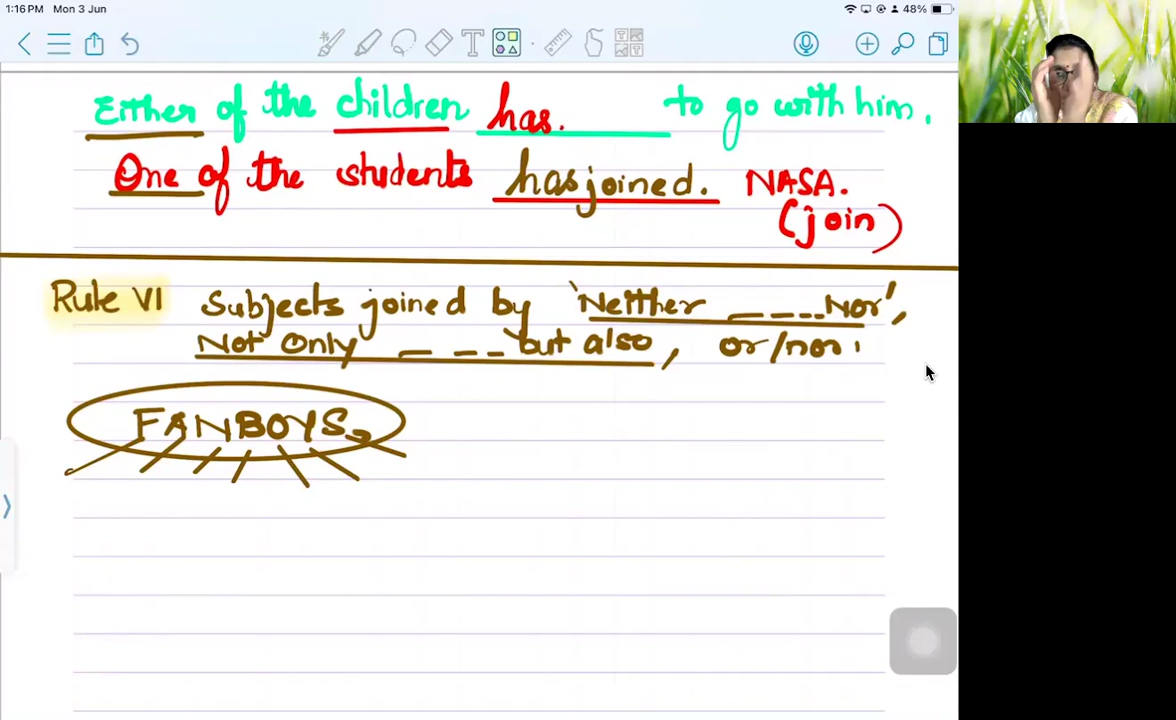 1:16 PM Mon 3 Jun
48%
Either of the children has. to go with him.
One of the students has joined. NASA.
(join)
Rule VI Subjects joined by 'Neither _ _ _ _ Nor',
Not Only _ _ _ but also, or/nor.
FANBOYS